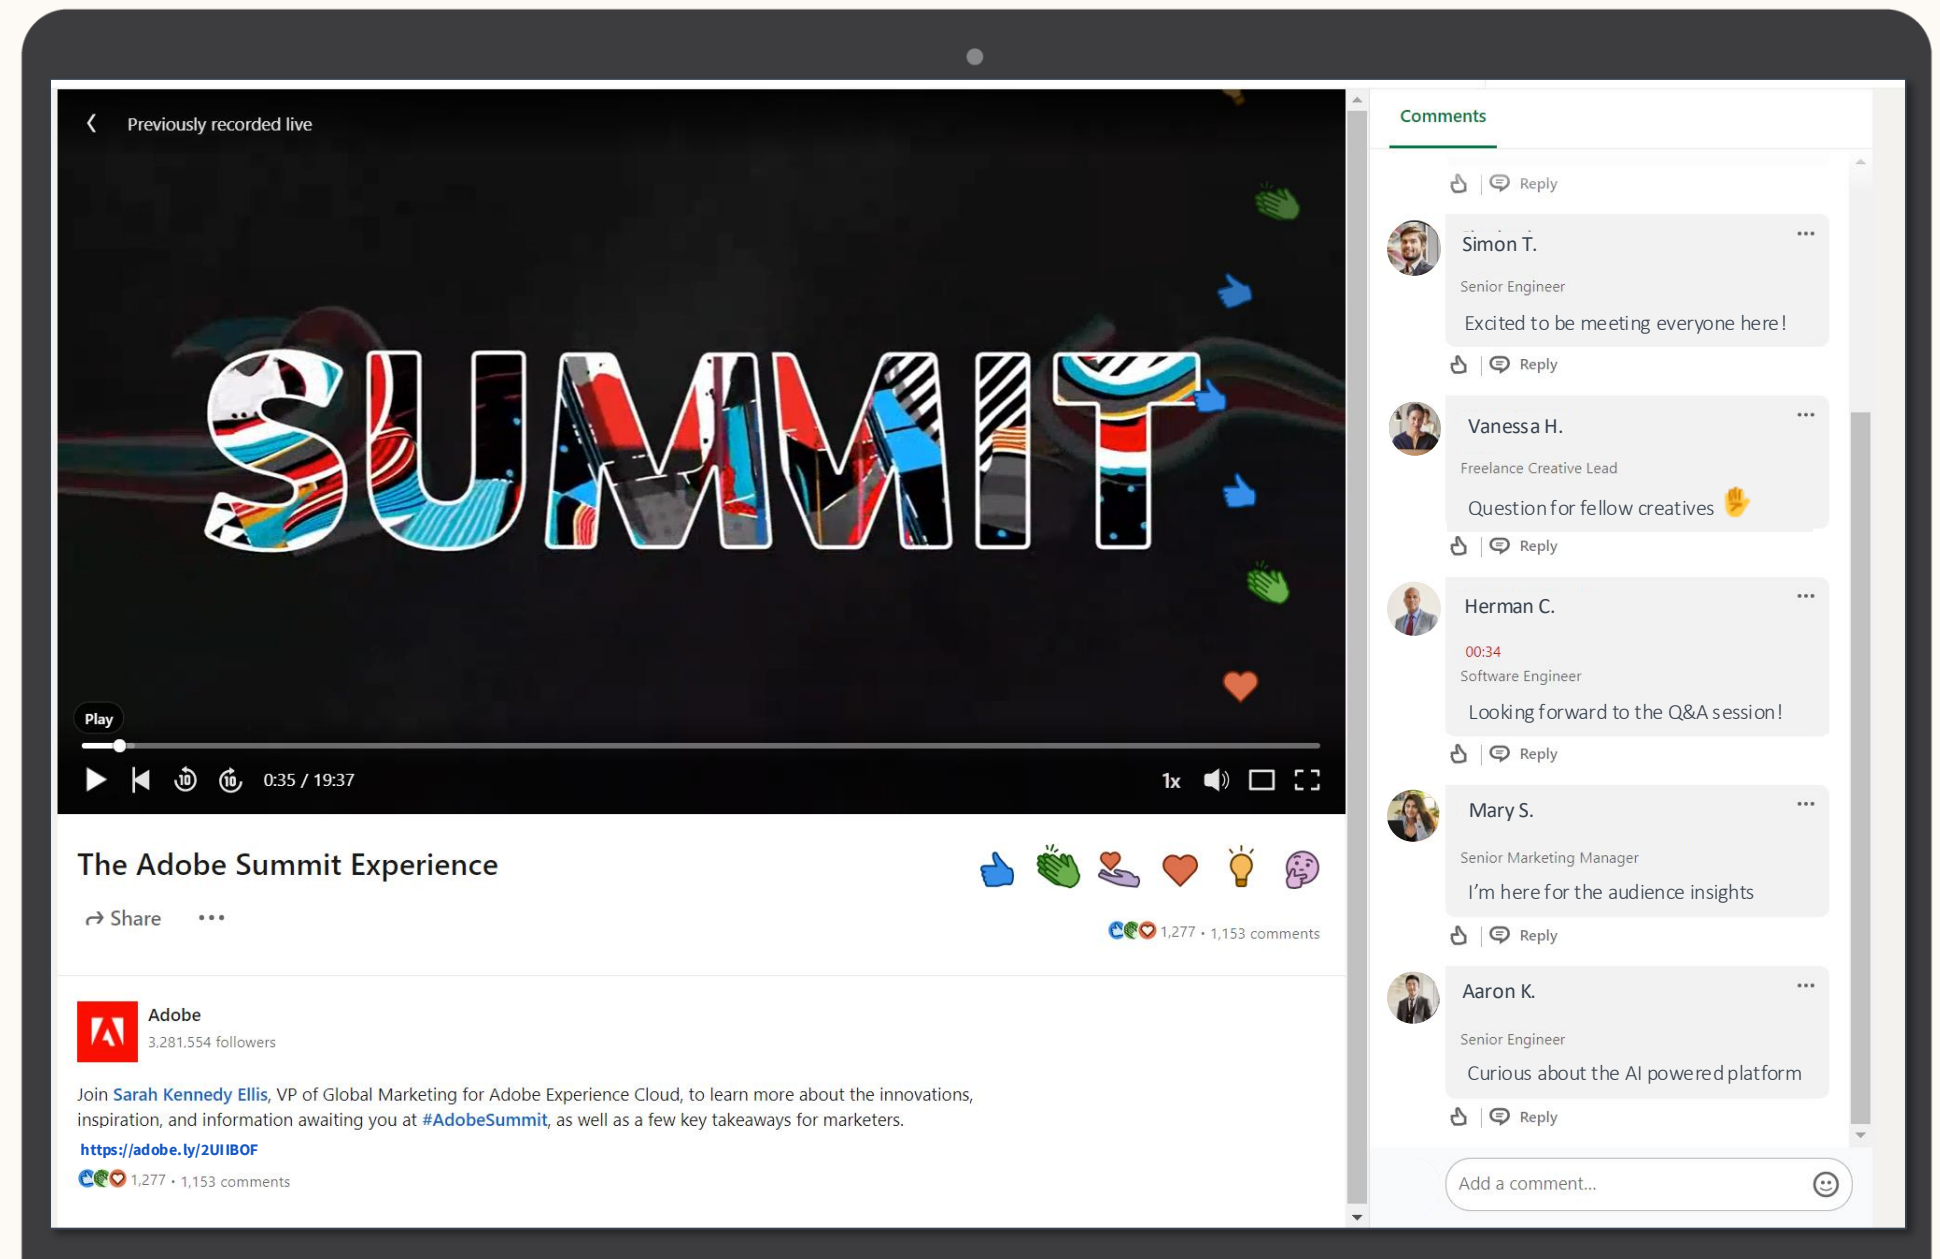 Previously recorded live
SUMMIT
Play
10
10
0:35 / 19:37
1x
The Adobe Summit Experience
Share
1,277 • 1,153 comments
Adobe
3,281,554 followers
Join Sarah Kennedy Ellis, VP of Global Marketing for Adobe Experience Cloud, to learn more about the innovations,
inspiration, and information awaiting you at #AdobeSummit, as well as a few key takeaways for marketers.
https://adobe.ly/2UIIBOF
1,277 • 1,153 comments
Comments
Reply
Simon T.
Senior Engineer
Excited to be meeting everyone here!
Reply
Vanessa H.
Freelance Creative Lead
Question for fellow creatives
Reply
Herman C.
00:34
Software Engineer
Looking forward to the Q&A session!
Reply
Mary S.
Senior Marketing Manager
I'm here for the audience insights
Reply
Aaron K.
Senior Engineer
Curious about the AI powered platform
Reply
Add a comment...